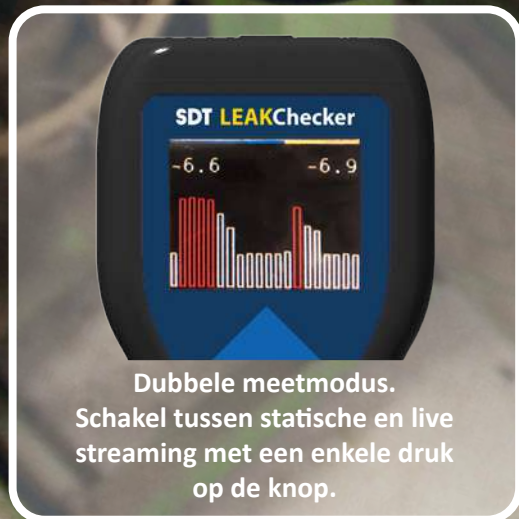 SDT LEAKChecker
-6.6 -6.9
Dubbele meetmodus.
Schakel tussen statische en live
streaming met een enkele druk
op de knop.